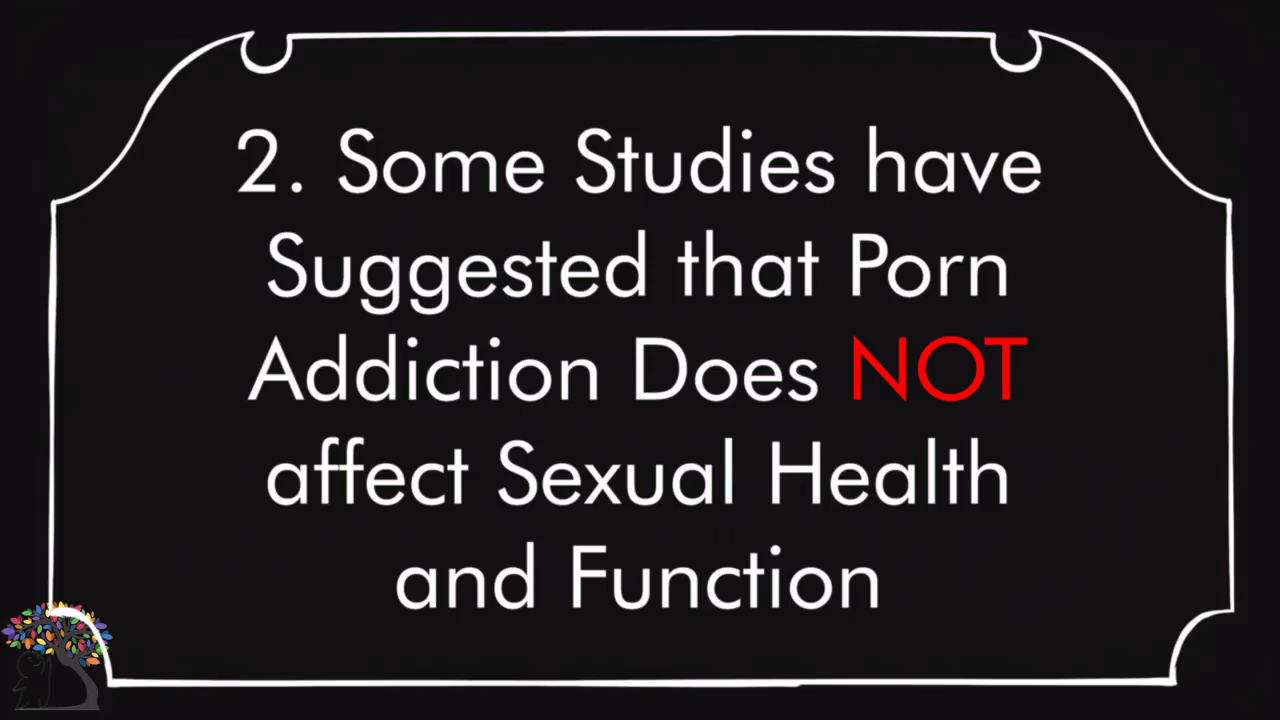 2. Some Studies have
Suggested that Porn
Addiction Does NOT
affect Sexual Health
and Function